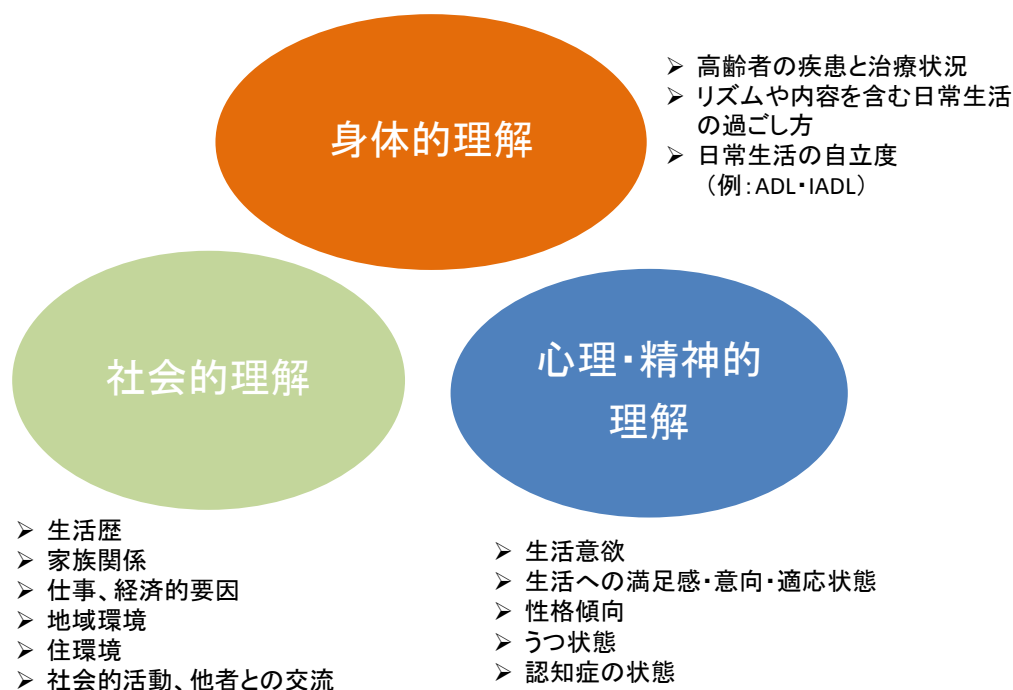 身体的理解
➢ 高齢者の疾患と治療状況
➢ リズムや内容を含む日常生活
の過ごし方
➢ 日常生活の自立度
（例：ADL・IADL）
社会的理解
➢ 生活歴
➢ 家族関係
➢ 仕事、経済的要因
➢ 地域環境
➢ 住環境
➢ 社会的活動、他者との交流
心理・精神的
理解
➢ 生活意欲
➢ 生活への満足感・意向・適応状態
➢ 性格傾向
➢ うつ状態
➢ 認知症の状態